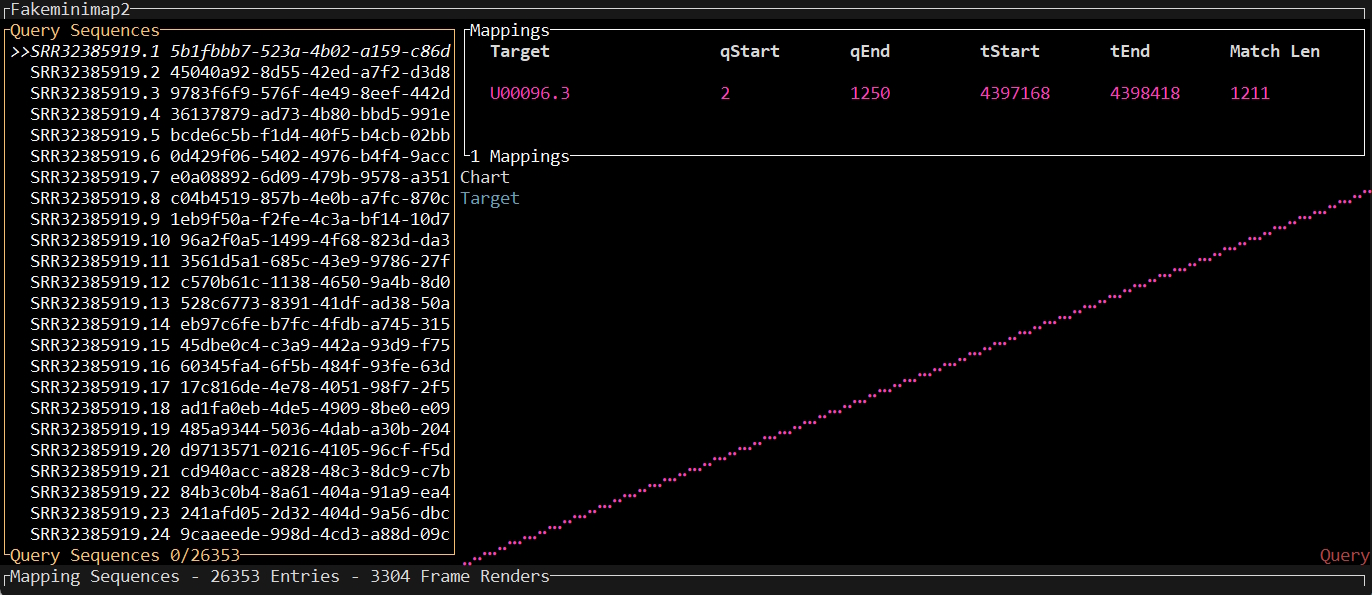 Fakeminimap2
Query Sequences
>>SRR32385919.1 5b1fbbb7-523a-4b02-a159-c86d
SRR32385919.2 45040a92-8d55-42ed-a7f2-d3d8
SRR32385919.3 9783f6f9-576f-4e49-8eef-442d
SRR32385919.4 36137879-ad73-4b80-bbd5-991e
SRR32385919.5 bcde6c5b-f1d4-40f5-b4cb-02bb
SRR32385919.6 0d429f06-5402-4976-b4f4-9acc
SRR32385919.7 e0a08892-6d09-479b-9578-a351
SRR32385919.8 c04b4519-857b-4e0b-a7fc-870c
SRR32385919.9 1eb9f50a-f2fe-4c3a-bf14-10d7
SRR32385919.10 96a2f0a5-1499-4f68-823d-da3
SRR32385919.11 3561d5a1-685c-43e9-9786-27f
SRR32385919.12 c570b61c-1138-4650-9a4b-8d0
SRR32385919.13 528c6773-8391-41df-ad38-50a
SRR32385919.14 eb97c6fe-b7fc-4fdb-a745-315
SRR32385919.15 45dbe0c4-c3a9-442a-93d9-f75
SRR32385919.16 60345fa4-6f5b-484f-93fe-63d
SRR32385919.17 17c816de-4e78-4051-98f7-2f5
SRR32385919.18 ad1fa0eb-4de5-4909-8be0-e09
SRR32385919.19 485a9344-5036-4dab-a30b-204
SRR32385919.20 d9713571-0216-4105-96cf-f5d
SRR32385919.21 cd940acc-a828-48c3-8dc9-c7b
SRR32385919.22 84b3c0b4-8a61-404a-91a9-ea4
SRR32385919.23 241afd05-2d32-404d-9a56-dbc
SRR32385919.24 9caaeede-998d-4cd3-a88d-09c
Query Sequences 0/26353
Mappings
Target qStart qEnd tStart tEnd Match Len
U00096.3 2 1250 4397168 4398418 1211
1 Mappings
Chart
Target
Query
Mapping Sequences - 26353 Entries - 3304 Frame Renders